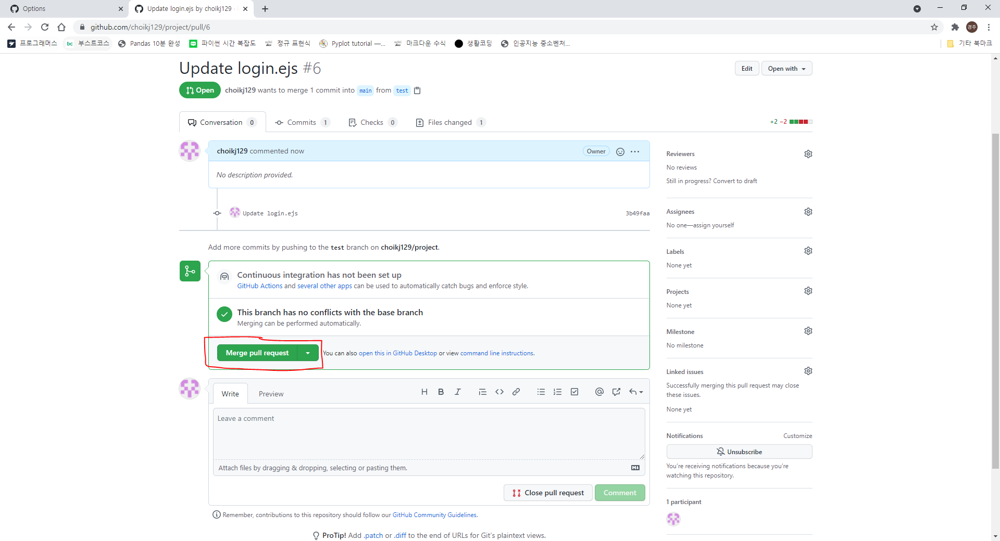 Options
Update login.ejs by choikj129 ·
github.com/choikj129/project/pull/6
경주
프로그래머스
bc 부스트코스
Pandas 10분 완성
파이썬 시간 복잡도
wiki 정규 표현식
Pyplot tutorial —...
wiki 마크다운 수식
생활코딩
인공지능 중소벤처...
기타 북마크
Update login.ejs #6
Edit
Open with
Open
choikj129 wants to merge 1 commit into main from test
Conversation 0
Commits 1
Checks 0
Files changed 1
+2 −2
choikj129 commented now
Owner
No description provided.
Update login.ejs
3b49faa
Add more commits by pushing to the test branch on choikj129/project.
Continuous integration has not been set up
GitHub Actions and several other apps can be used to automatically catch bugs and enforce style.
This branch has no conflicts with the base branch
Merging can be performed automatically.
Merge pull request
You can also open this in GitHub Desktop or view command line instructions.
Write
Preview
H B I
Leave a comment
Attach files by dragging & dropping, selecting or pasting them.
Close pull request
Comment
Remember, contributions to this repository should follow our GitHub Community Guidelines.
ProTip! Add .patch or .diff to the end of URLs for Git's plaintext views.
Reviewers
No reviews
Still in progress? Convert to draft
Assignees
No one—assign yourself
Labels
None yet
Projects
None yet
Milestone
No milestone
Linked issues
Successfully merging this pull request may close
these issues.
None yet
Notifications
Customize
Unsubscribe
You're receiving notifications because you're
watching this repository.
1 participant